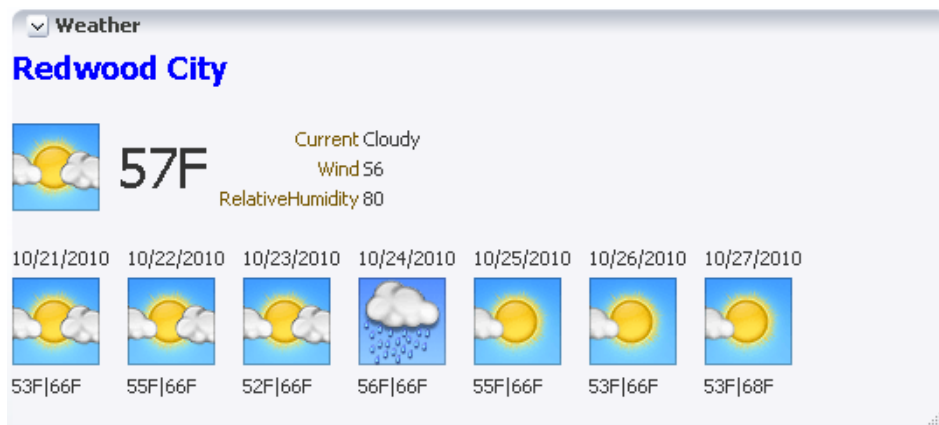 Weather
Redwood City
57F
Current Cloudy
Wind S6
RelativeHumidity 80
10/21/2010 10/22/2010 10/23/2010 10/24/2010 10/25/2010 10/26/2010 10/27/2010
53F|66F 55F|66F 52F|66F 56F|66F 55F|66F 53F|66F 53F|68F